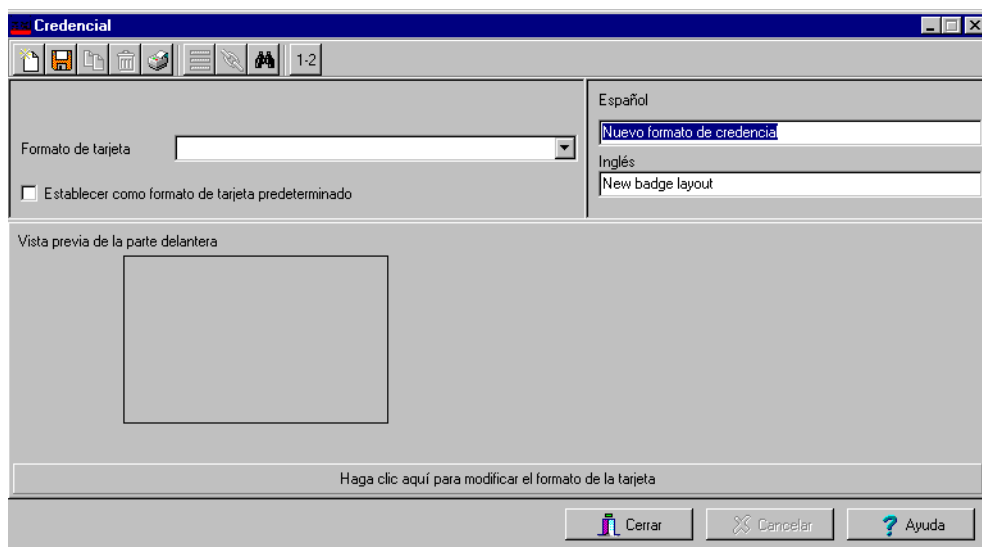 Credencial
1-2
Español
Nuevo formato de credencial
Formato de tarjeta
Inglés
New badge layout
Establecer como formato de tarjeta predeterminado
Vista previa de la parte delantera
Haga clic aquí para modificar el formato de la tarjeta
Cerrar
Cancelar
Ayuda